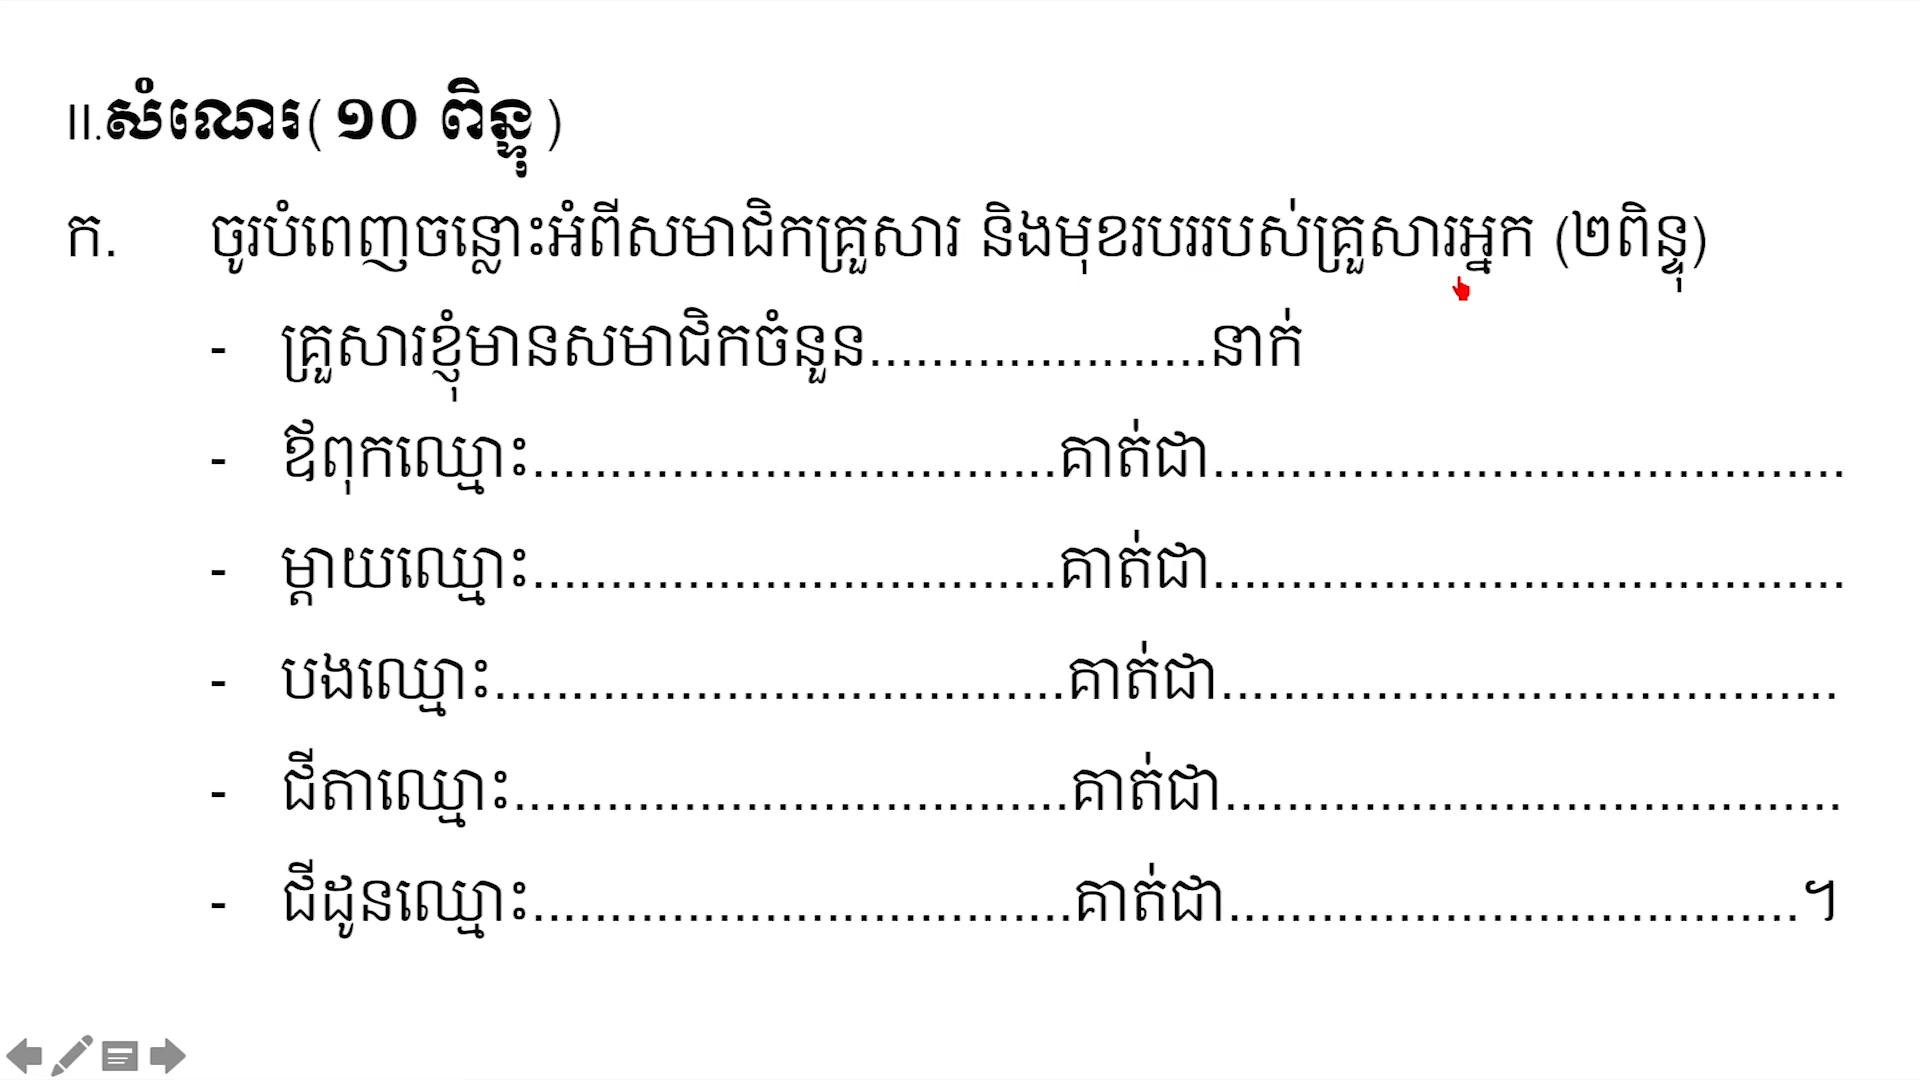 II.សំណេរ( ១០ ពិន្ទុ )
ក. ចូរបំពេញចន្លោះអំពីសមាជិកគ្រួសារ និងមុខរបររបស់គ្រួសារអ្នក (២ពិន្ទុ)
- គ្រួសារខ្ញុំមានសមាជិកចំនួន......................នាក់
- ឪពុកឈ្មោះ..................................គាត់ជា.........................................
- ម្តាយឈ្មោះ..................................គាត់ជា.........................................
- បងឈ្មោះ.....................................គាត់ជា........................................
- ជីតាឈ្មោះ....................................គាត់ជា........................................
- ជីដូនឈ្មោះ...................................គាត់ជា.....................................។